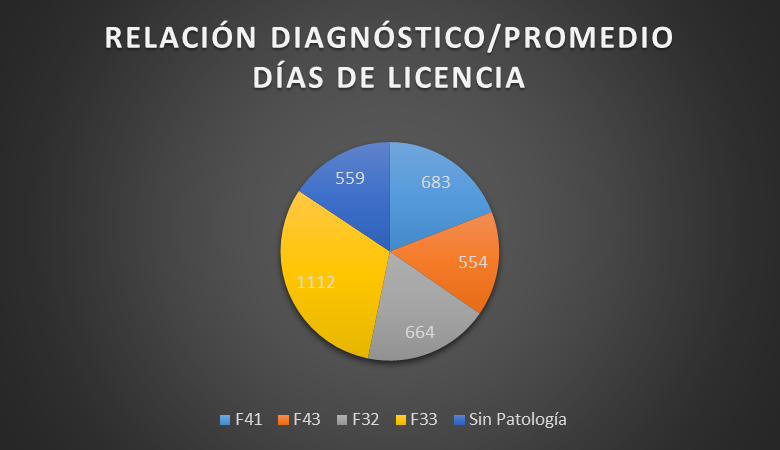 RELACIÓN DIAGNÓSTICO/PROMEDIO
DÍAS DE LICENCIA
559
683
554
1112
664
F41 F43 F32 F33 Sin Patología